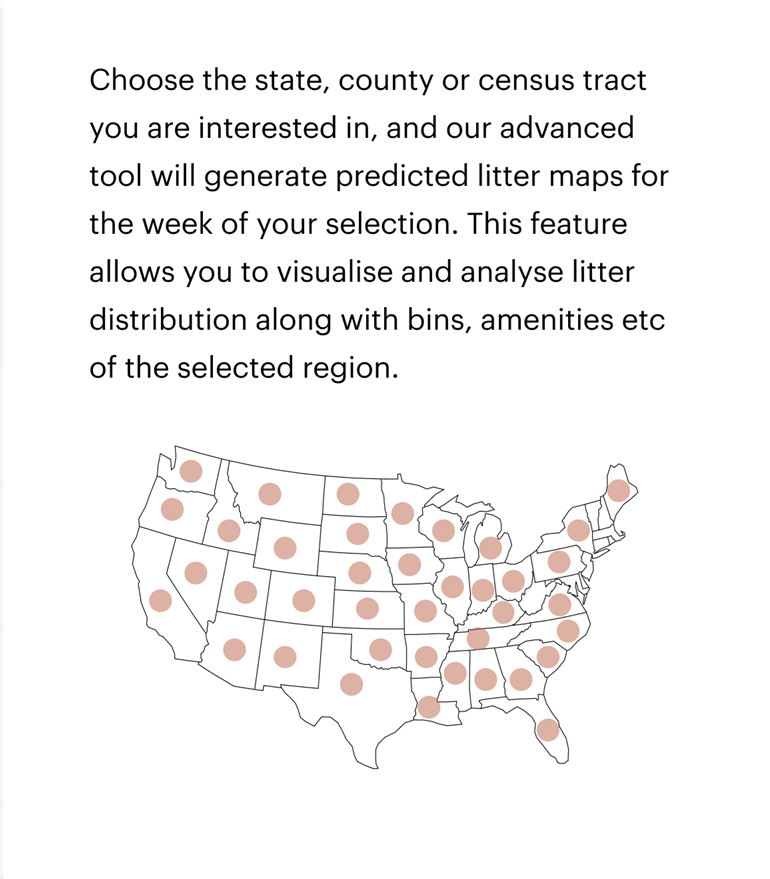 Choose the state, county or census tract
you are interested in, and our advanced
tool will generate predicted litter maps for
the week of your selection. This feature
allows you to visualise and analyse litter
distribution along with bins, amenities etc
of the selected region.